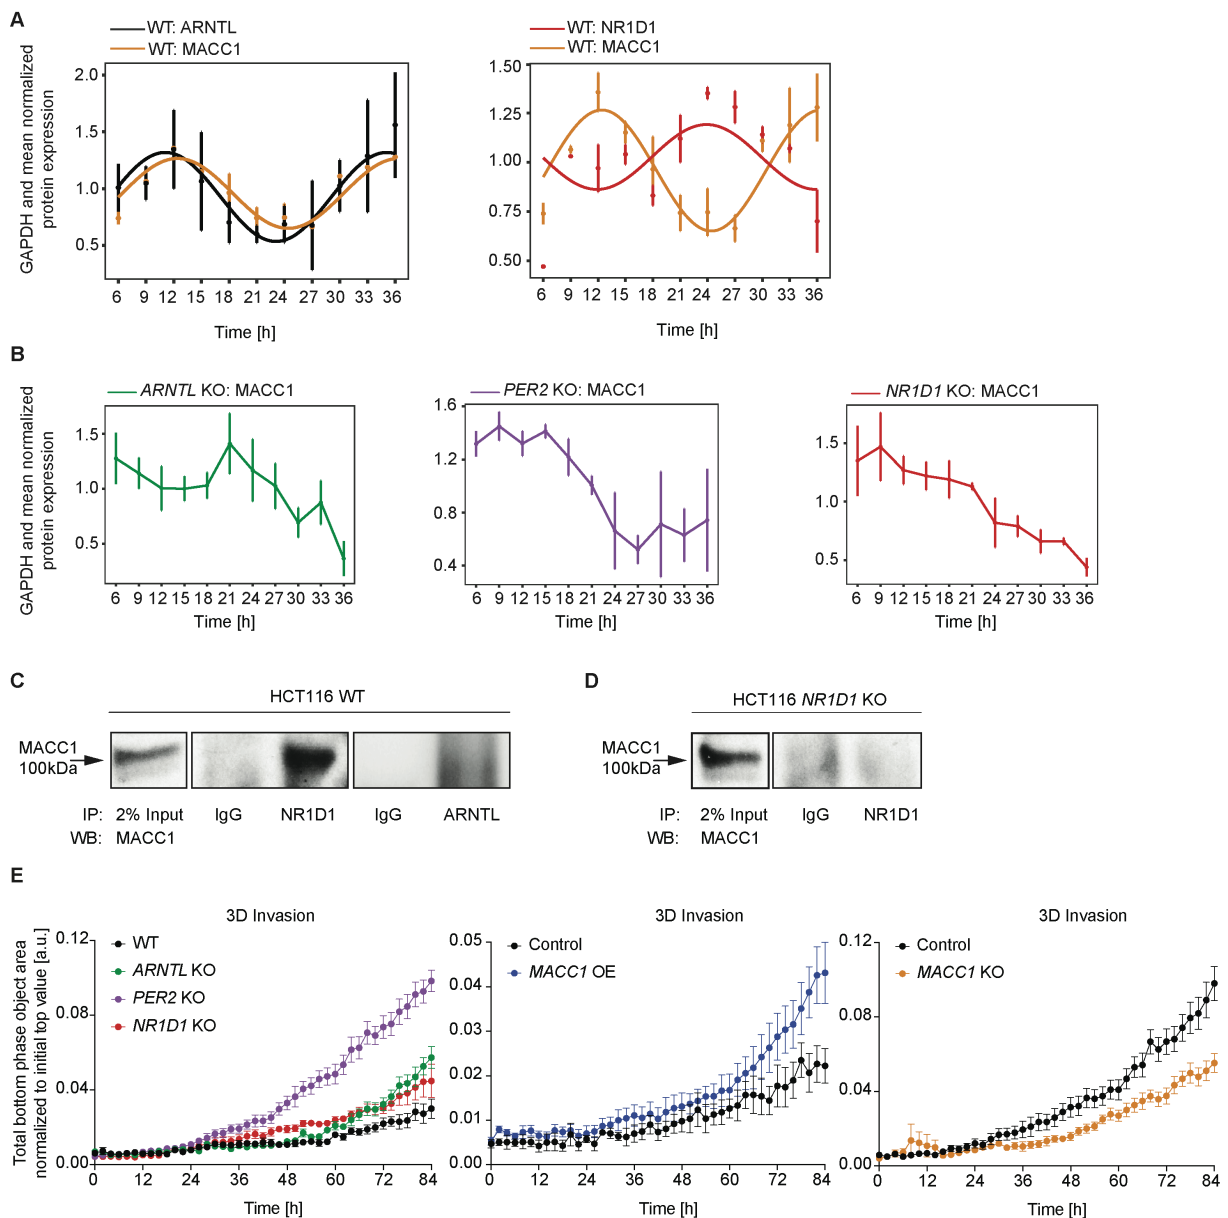 A
WT: ARNTL
WT: MACC1
WT: NR1D1
WT: MACC1
GAPDH and mean normalized
protein expression
2.0
1.5
1.0
0.5
6 9 12 15 18 21 24 27 30 33 36
Time [h]
1.50
1.25
1.00
0.75
0.50
6 9 12 15 18 21 24 27 30 33 36
Time [h]
B
ARNTL KO: MACC1
PER2 KO: MACC1
NR1D1 KO: MACC1
GAPDH and mean normalized
protein expression
1.5
1.0
0.5
6 9 12 15 18 21 24 27 30 33 36
Time [h]
1.6
1.2
0.8
0.4
6 9 12 15 18 21 24 27 30 33 36
Time [h]
1.5
1.0
0.5
6 9 12 15 18 21 24 27 30 33 36
Time [h]
C
HCT116 WT
MACC1
100kDa
IP: 2% Input IgG NR1D1 IgG ARNTL
WB: MACC1
D
HCT116 NR1D1 KO
MACC1
100kDa
IP: 2% Input IgG NR1D1
WB: MACC1
E
Total bottom phase object area
normalized to initial top value [a.u.]
3D Invasion
WT
ARNTL KO
PER2 KO
NR1D1 KO
0.12
0.08
0.04
0.00
0 12 24 36 48 60 72 84
Time [h]
3D Invasion
Control
MACC1 OE
0.05
0.04
0.03
0.02
0.01
0.00
0 12 24 36 48 60 72 84
Time [h]
3D Invasion
Control
MACC1 KO
0.12
0.08
0.04
0.00
0 12 24 36 48 60 72 84
Time [h]